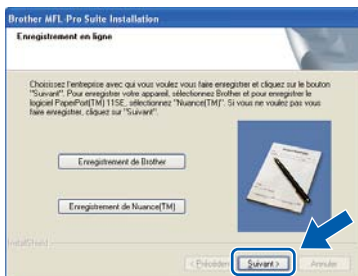 Brother MFL-Pro Suite Installation
Enregistrement en ligne
Choisissez l'entreprise avec qui vous voulez vous faire enregistrer et cliquez sur le bouton
"Suivant". Pour enregistrer votre appareil, sélectionnez Brother et pour enregistrer le
logiciel PaperPort(TM) 11SE, sélectionnez "Nuance(TM)". Si vous ne voulez pas vous
faire enregistrer, cliquez sur "Suivant".
Enregistrement de Brother
Enregistrement de Nuance(TM)
InstallShield
< Précédent
Suivant >
Annuler